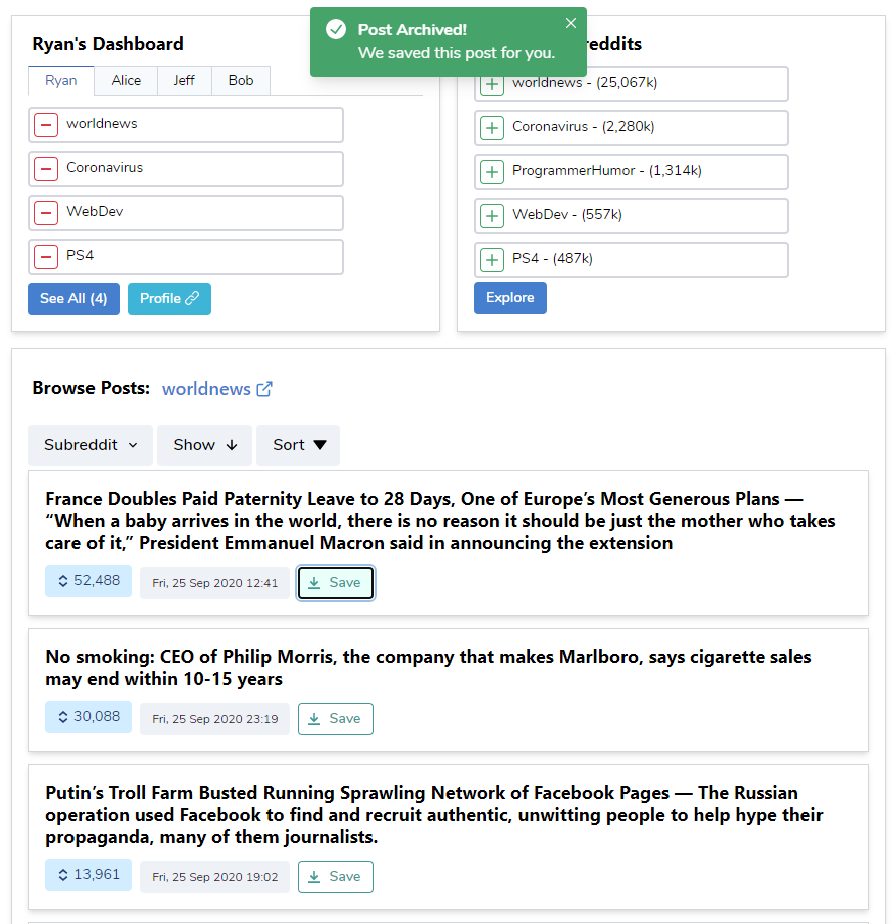 Post Archived!
We saved this post for you.
Ryan's Dashboard
Ryan
Alice
Jeff
Bob
worldnews
Coronavirus
WebDev
PS4
See All (4)
Profile
reddits
worldnews - (25,067k)
Coronavirus - (2,280k)
ProgrammerHumor - (1,314k)
WebDev - (557k)
PS4 - (487k)
Explore
Browse Posts: worldnews
Subreddit
Show
Sort
France Doubles Paid Paternity Leave to 28 Days, One of Europe’s Most Generous Plans —
“When a baby arrives in the world, there is no reason it should be just the mother who takes
care of it,” President Emmanuel Macron said in announcing the extension
52,488
Fri, 25 Sep 2020 12:41
Save
No smoking: CEO of Philip Morris, the company that makes Marlboro, says cigarette sales
may end within 10-15 years
30,088
Fri, 25 Sep 2020 23:19
Save
Putin’s Troll Farm Busted Running Sprawling Network of Facebook Pages — The Russian
operation used Facebook to find and recruit authentic, unwitting people to help hype their
propaganda, many of them journalists.
13,961
Fri, 25 Sep 2020 19:02
Save